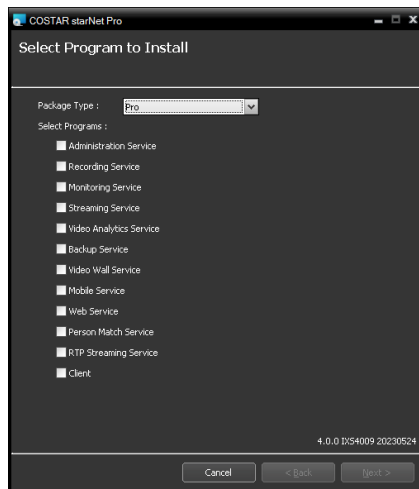 COSTAR starNet Pro
Select Program to Install
Package Type : Pro
Select Programs :
Administration Service
Recording Service
Monitoring Service
Streaming Service
Video Analytics Service
Backup Service
Video Wall Service
Mobile Service
Web Service
Person Match Service
RTP Streaming Service
Client
4.0.0 IXS4009 20230524
Cancel < Back Next >